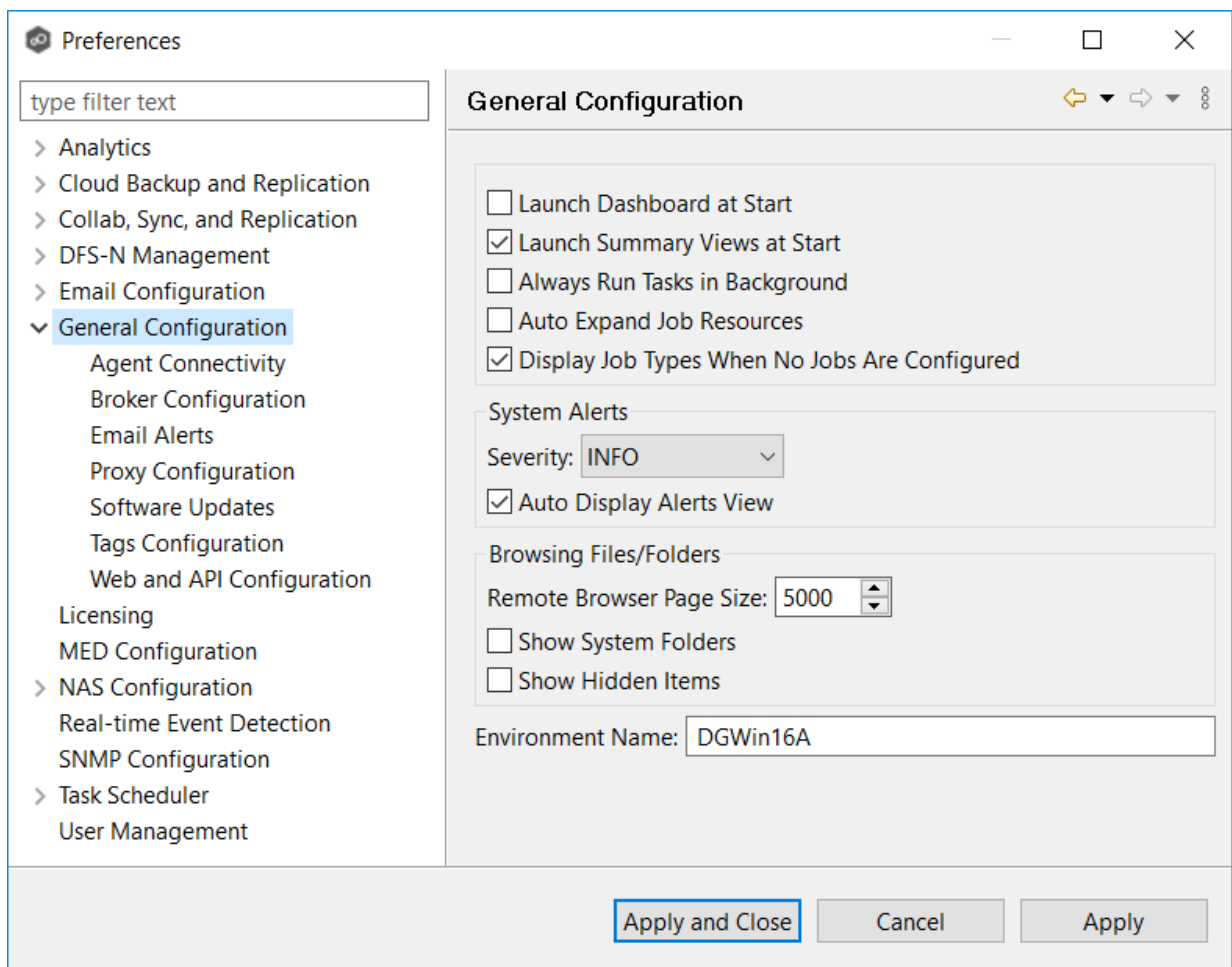 Preferences
type filter text
Analytics
Cloud Backup and Replication
Collab, Sync, and Replication
DFS-N Management
Email Configuration
General Configuration
Agent Connectivity
Broker Configuration
Email Alerts
Proxy Configuration
Software Updates
Tags Configuration
Web and API Configuration
Licensing
MED Configuration
NAS Configuration
Real-time Event Detection
SNMP Configuration
Task Scheduler
User Management
General Configuration
Launch Dashboard at Start
Launch Summary Views at Start
Always Run Tasks in Background
Auto Expand Job Resources
Display Job Types When No Jobs Are Configured
System Alerts
Severity: INFO
Auto Display Alerts View
Browsing Files/Folders
Remote Browser Page Size: 5000
Show System Folders
Show Hidden Items
Environment Name: DGWin16A
Apply and Close Cancel Apply